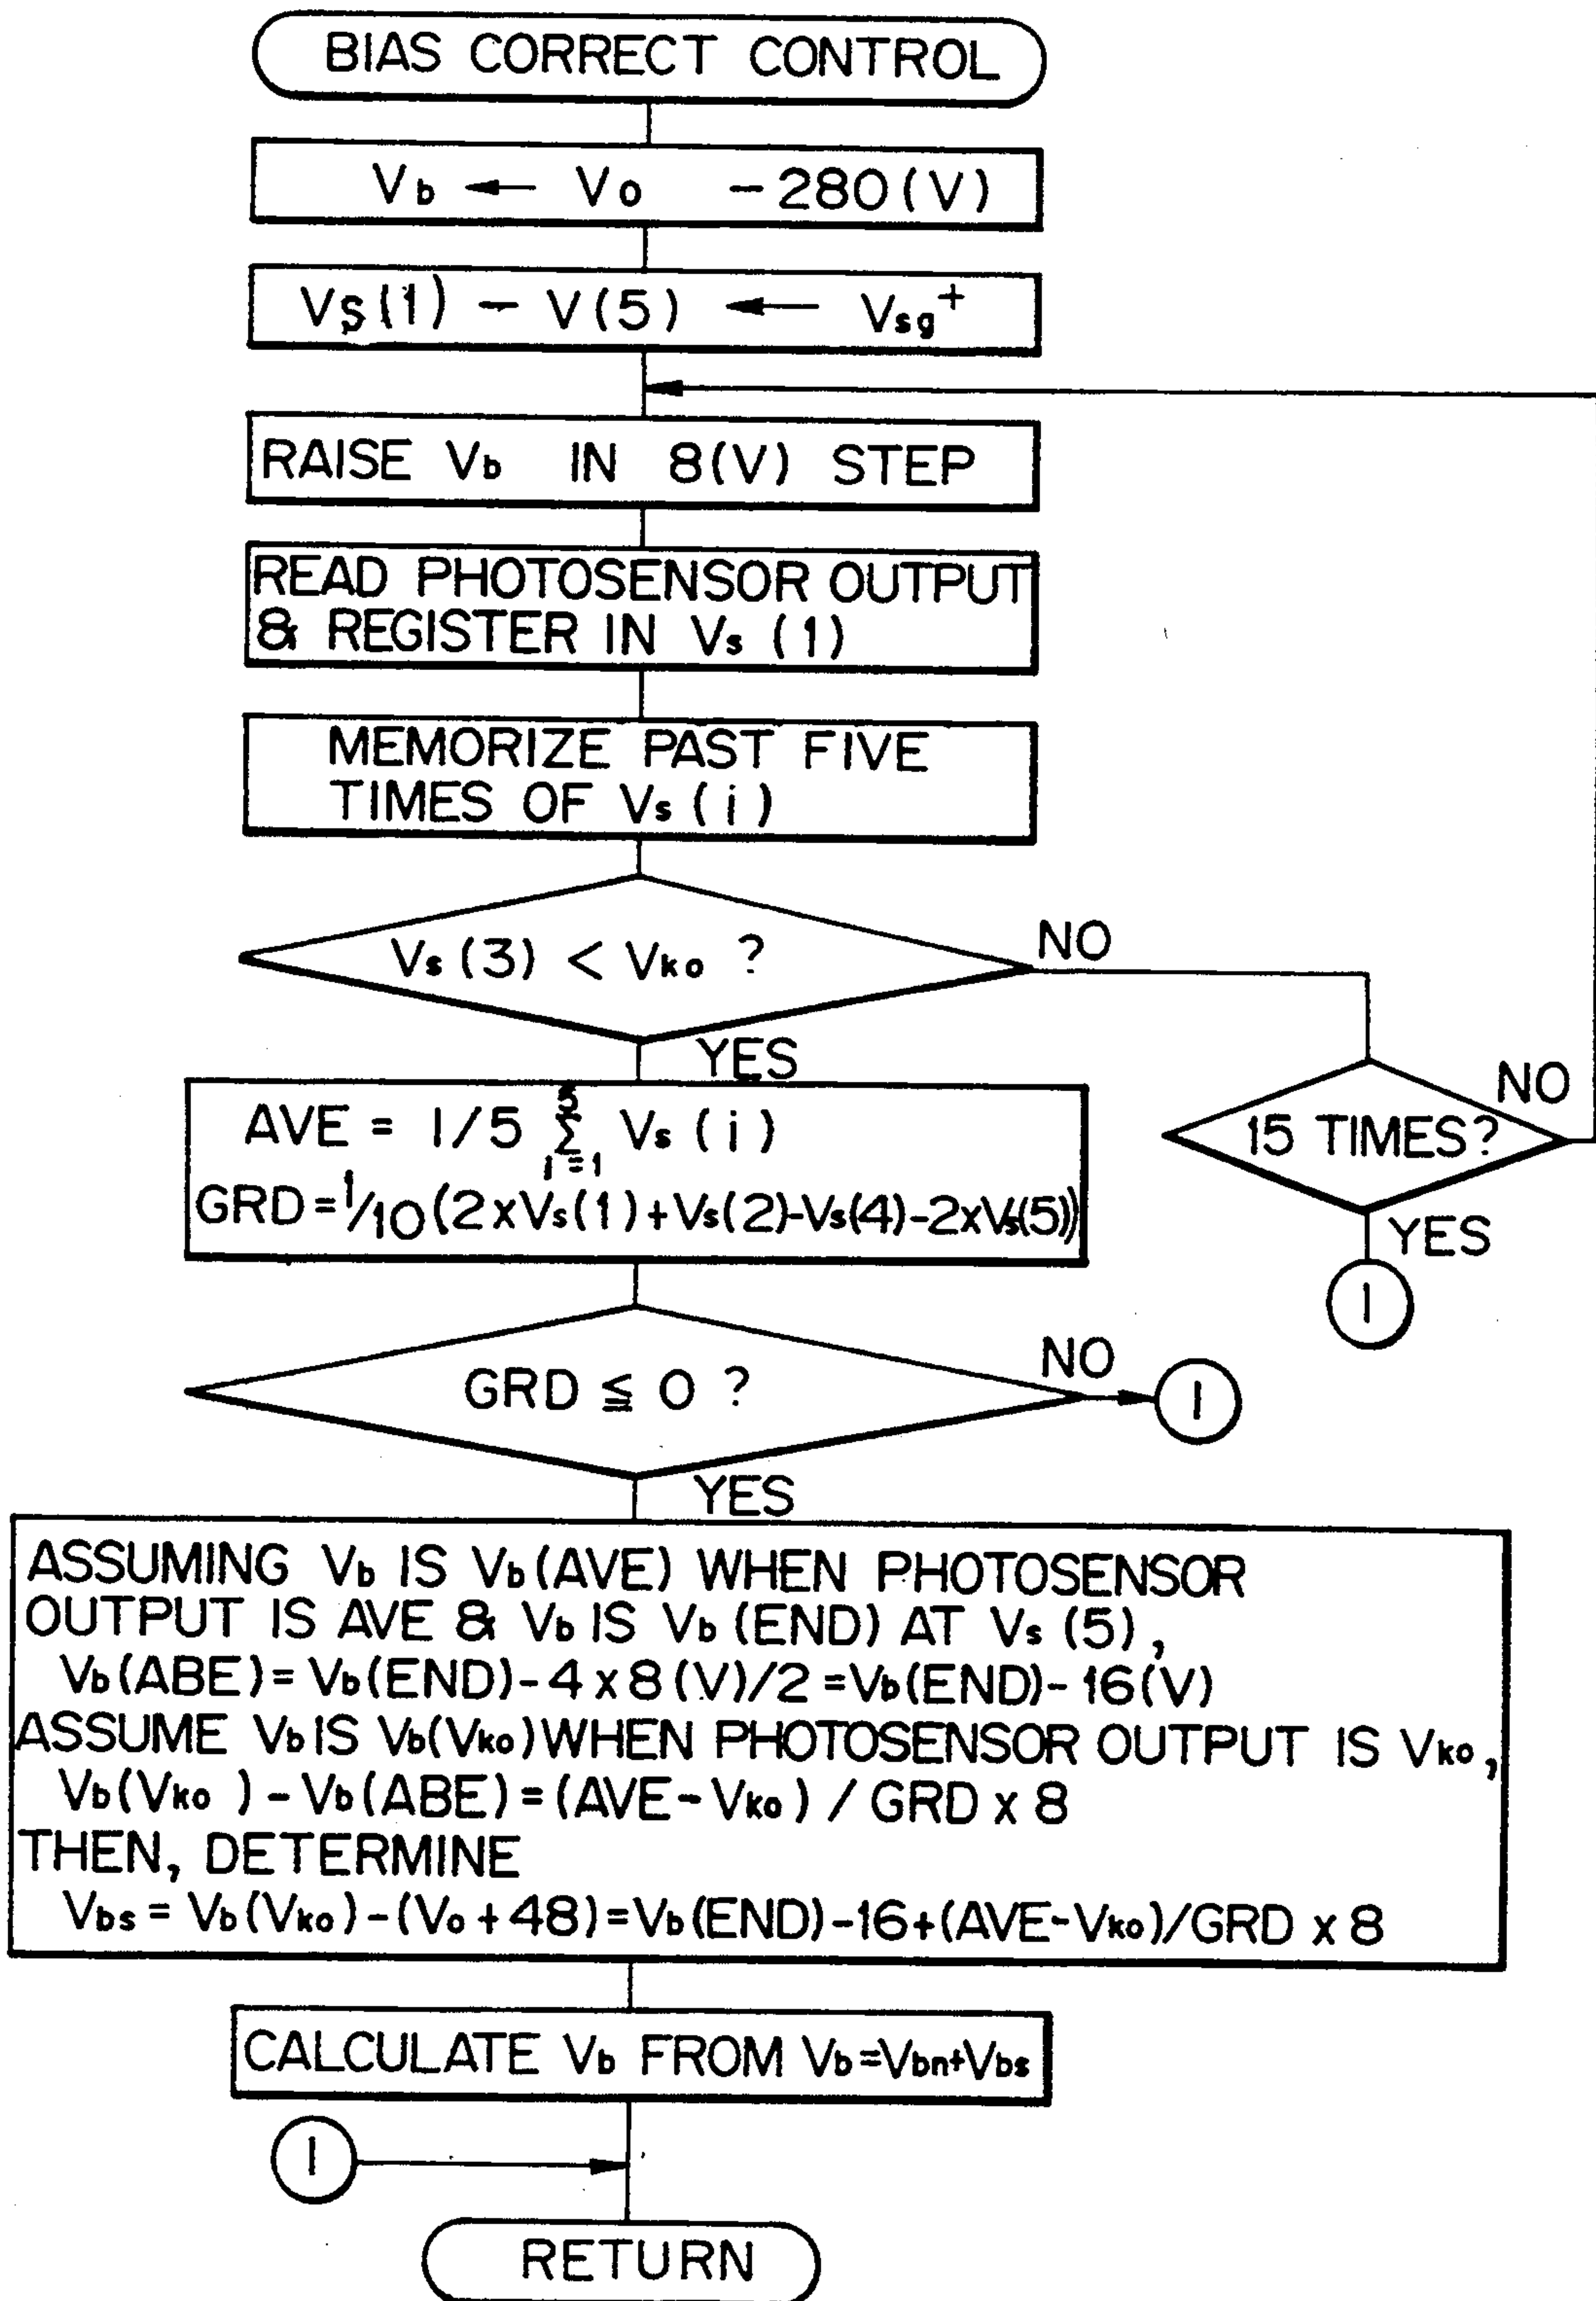 BIAS CORRECT CONTROL
Vb ← Vo -280(V)
VS(1) - V(5) ← Vsg+
RAISE Vb IN 8(V) STEP
READ PHOTOSENSOR OUTPUT
& REGISTER IN Vs (1)
MEMORIZE PAST FIVE
TIMES OF Vs (i)
Vs (3) < Vko ?
NO
YES
15 TIMES?
NO
YES
1
AVE = 1/5 5∑i=1 Vs (i)
GRD=1/10(2xVs(1)+Vs(2)-Vs(4)-2xVs(5))
GRD ≦ 0 ?
NO
1
YES
ASSUMING Vb IS Vb(AVE) WHEN PHOTOSENSOR
OUTPUT IS AVE & Vb IS Vb (END) AT Vs (5),
Vb(ABE)=Vb(END)-4x8(V)/2=Vb(END)-16(V)
ASSUME Vb IS Vb(Vko) WHEN PHOTOSENSOR OUTPUT IS Vko,
Vb(Vko)-Vb(ABE)=(AVE-Vko)/GRD x 8
THEN, DETERMINE
Vbs=Vb(Vko)-(Vo+48)=Vb(END)-16+(AVE-Vko)/GRD x 8
CALCULATE Vb FROM Vb=Vbn+Vbs
1
RETURN